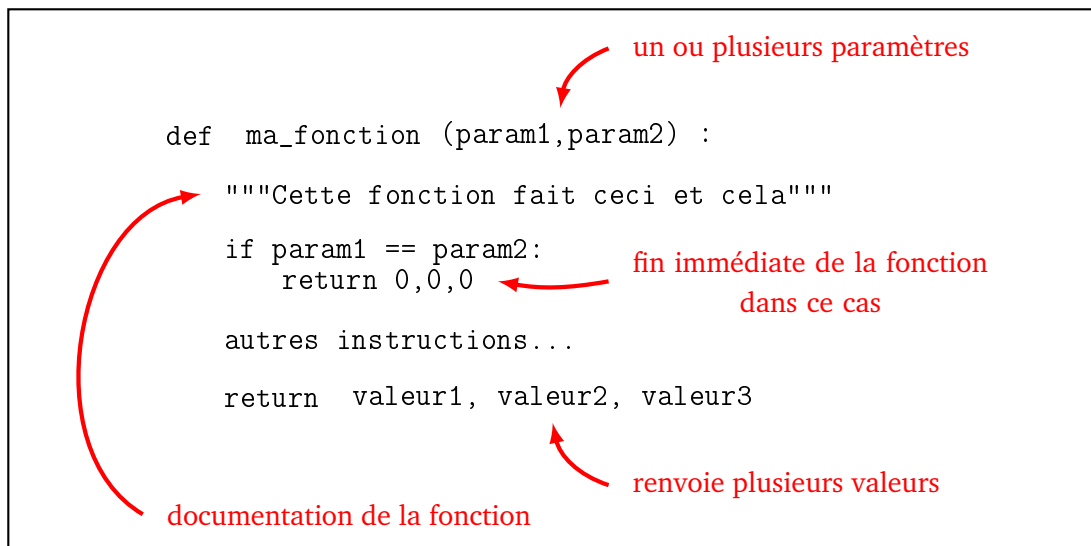 un ou plusieurs paramètres
def ma_fonction (param1,param2) :
"""Cette fonction fait ceci et cela"""
if param1 == param2:
return 0,0,0
fin immédiate de la fonction
dans ce cas
autres instructions...
return valeur1, valeur2, valeur3
renvoie plusieurs valeurs
documentation de la fonction